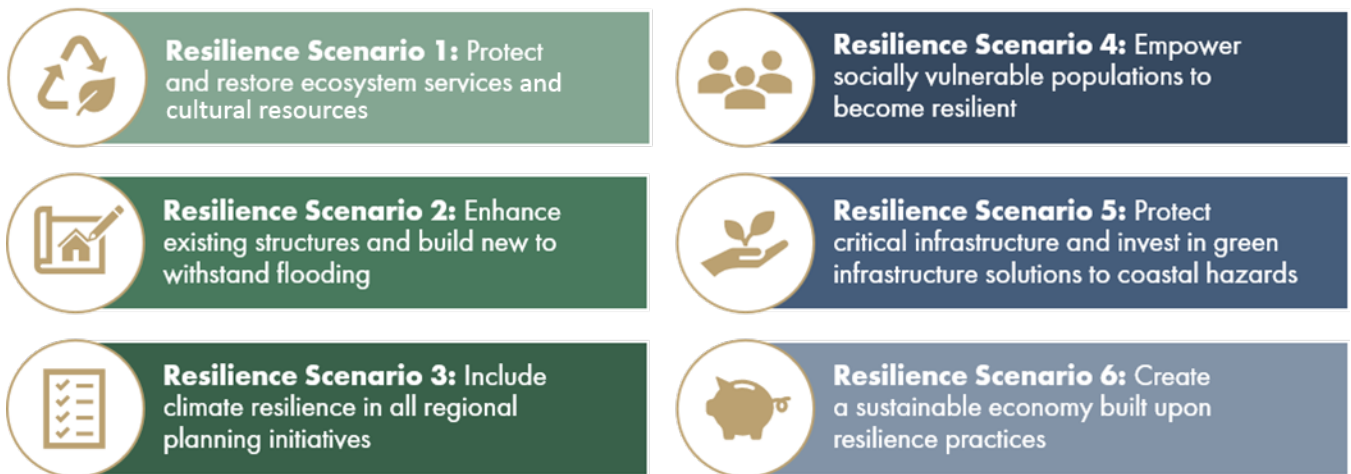 Resilience Scenario 1: Protect
and restore ecosystem services and
cultural resources
Resilience Scenario 2: Enhance
existing structures and build new to
withstand flooding
Resilience Scenario 3: Include
climate resilience in all regional
planning initiatives
Resilience Scenario 4: Empower
socially vulnerable populations to
become resilient
Resilience Scenario 5: Protect
critical infrastructure and invest in green
infrastructure solutions to coastal hazards
Resilience Scenario 6: Create
a sustainable economy built upon
resilience practices